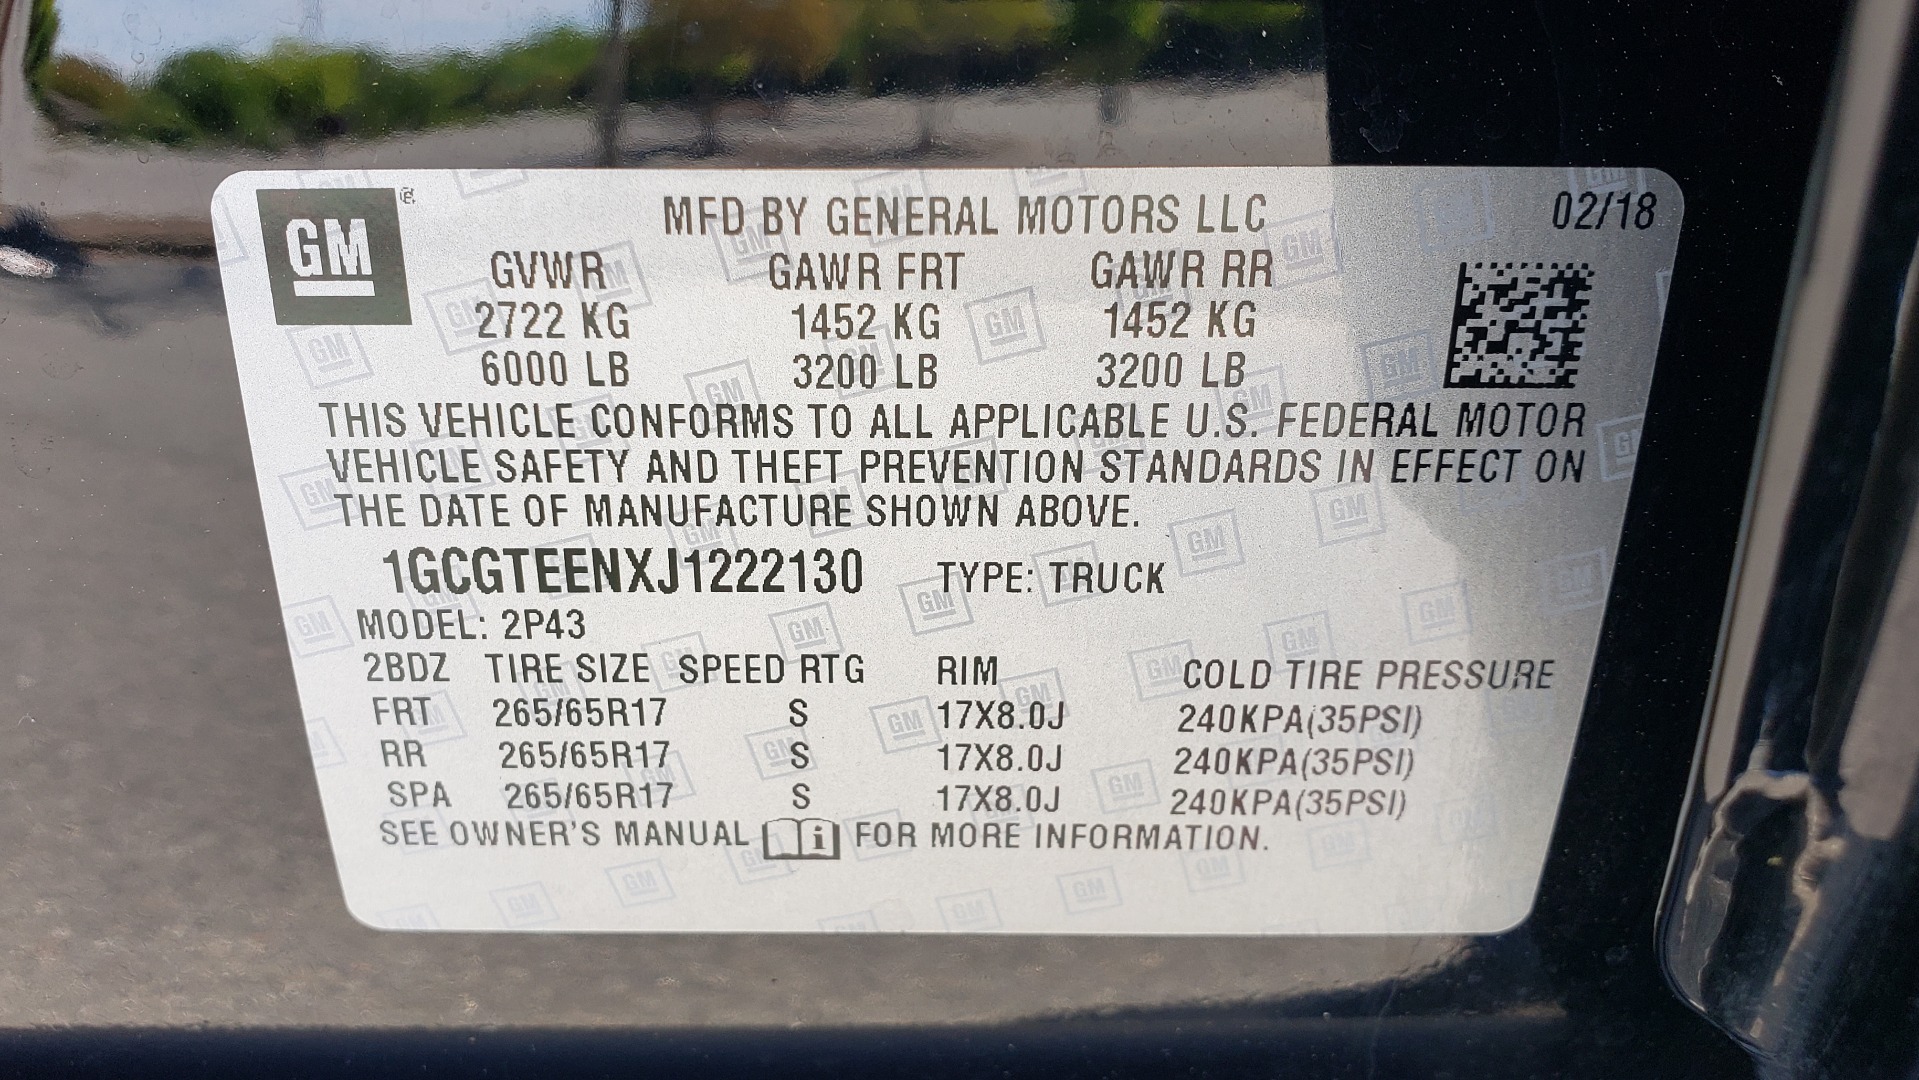 GM
MFD BY GENERAL MOTORS LLC 02/18
GVWR GAWR FRT GAWR RR
2722 KG 1452 KG 1452 KG
6000 LB 3200 LB 3200 LB
THIS VEHICLE CONFORMS TO ALL APPLICABLE U.S. FEDERAL MOTOR
VEHICLE SAFETY AND THEFT PREVENTION STANDARDS IN EFFECT ON
THE DATE OF MANUFACTURE SHOWN ABOVE.
1GCGTEENXJ1222130 TYPE: TRUCK
MODEL: 2P43
2BDZ TIRE SIZE SPEED RTG RIM COLD TIRE PRESSURE
FRT 265/65R17 S 17X8.0J 240KPA(35PSI)
RR 265/65R17 S 17X8.0J 240KPA(35PSI)
SPA 265/65R17 S 17X8.0J 240KPA(35PSI)
SEE OWNER'S MANUAL i FOR MORE INFORMATION.